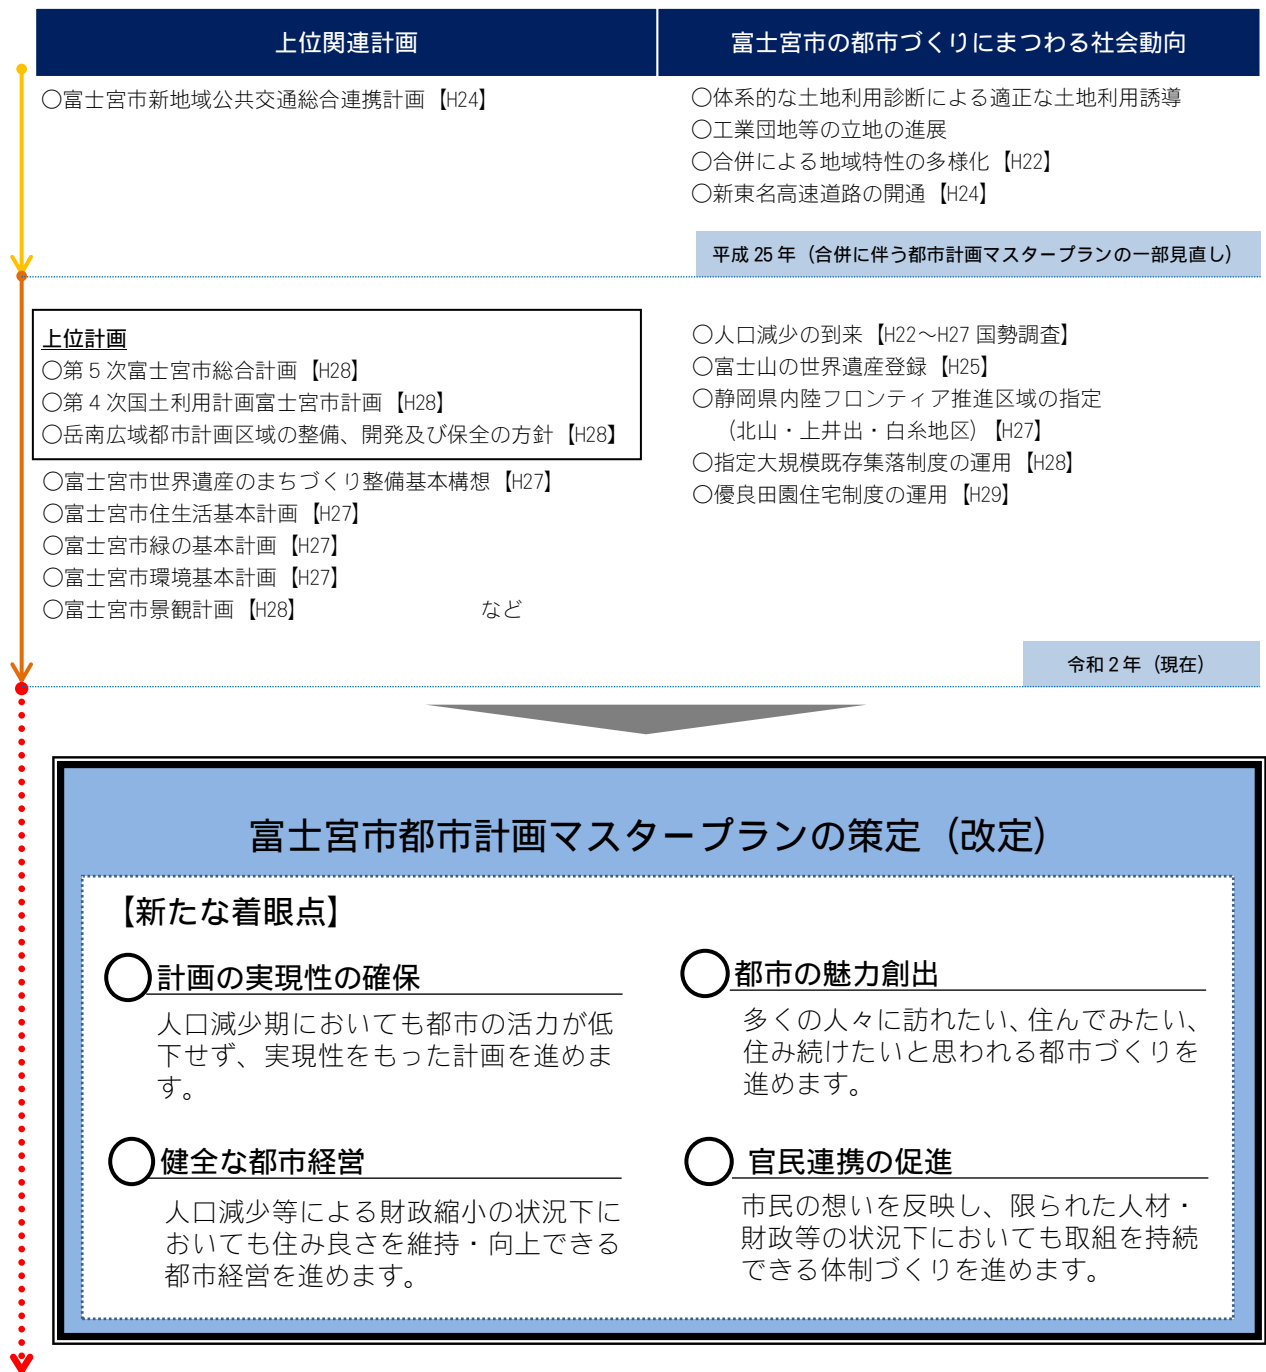 上位関連計画
富士宮市の都市づくりにまつわる社会動向
○富士宮市新地域公共交通総合連携計画【H24】
○体系的な土地利用診断による適正な土地利用誘導
○工業団地等の立地の進展
○合併による地域特性の多様化【H22】
○新東名高速道路の開通【H24】
平成25年（合併に伴う都市計画マスタープランの一部見直し）
上位計画
○第5次富士宮市総合計画【H28】
○第4次国土利用計画富士宮市計画【H28】
○岳南広域都市計画区域の整備、開発及び保全の方針【H28】
○富士宮市世界遺産のまちづくり整備基本構想【H27】
○富士宮市住生活基本計画【H27】
○富士宮市緑の基本計画【H27】
○富士宮市環境基本計画【H27】
○富士宮市景観計画【H28】 など
○人口減少の到来【H22～H27国勢調査】
○富士山の世界遺産登録【H25】
○静岡県内陸フロンティア推進区域の指定
（北山・上井出・白糸地区）【H27】
○指定大規模既存集落制度の運用【H28】
○優良田園住宅制度の運用【H29】
令和2年（現在）
富士宮市都市計画マスタープランの策定（改定）
【新たな着眼点】
計画の実現性の確保
人口減少期においても都市の活力が低
下せず、実現性をもった計画を進めま
す。
都市の魅力創出
多くの人々に訪れたい、住んでみたい、
住み続けたいと思われる都市づくりを
進めます。
健全な都市経営
人口減少等による財政縮小の状況下に
おいても住み良さを維持・向上できる
都市経営を進めます。
官民連携の促進
市民の想いを反映し、限られた人材・
財政等の状況下においても取組を持続
できる体制づくりを進めます。